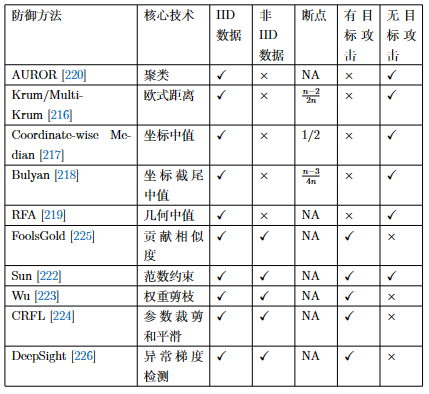 防御方法 核心技术 IID 数据 非 IID 数据 断点 有目标攻击 无目标攻击
AUROR [220] 聚类 ✓ × NA × ✓
Krum/Multi-Krum [216] 欧式距离 ✓ × n−2/2n × ✓
Coordinate-wise Median [217] 坐标中值 ✓ × 1/2 × ✓
Bulyan [218] 坐标截尾中值 ✓ × n−3/4n × ✓
RFA [219] 几何中值 ✓ × NA × ✓
FoolsGold [225] 贡献相似度 ✓ ✓ NA ✓ ×
Sun [222] 范数约束 ✓ ✓ NA ✓ ✓
Wu [223] 权重剪枝 ✓ ✓ NA ✓ ×
CRFL [224] 参数裁剪和平滑 ✓ ✓ NA ✓ ×
DeepSight [226] 异常梯度检测 ✓ ✓ NA ✓ ×